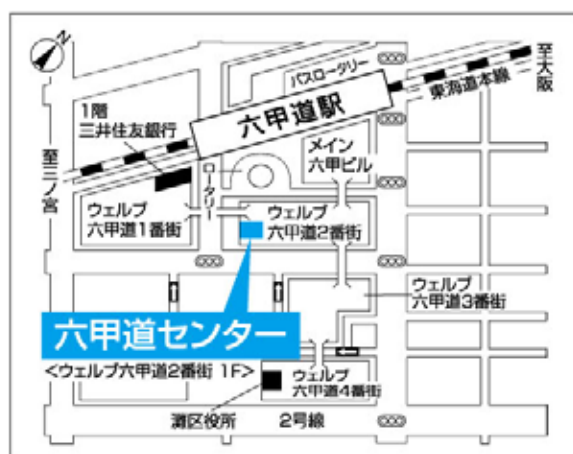 N
至大阪
バスロータリー
東海道本線
六甲道駅
1階
三井住友銀行
メイン
六甲ビル
至三ノ宮
ロータリー
ウェルブ
六甲道1番街
ウェルブ
六甲道2番街
ウェルブ
六甲道3番街
六甲道センター
<ウェルブ六甲道2番街 1F>
ウェルブ
六甲道4番街
灘区役所
2号線